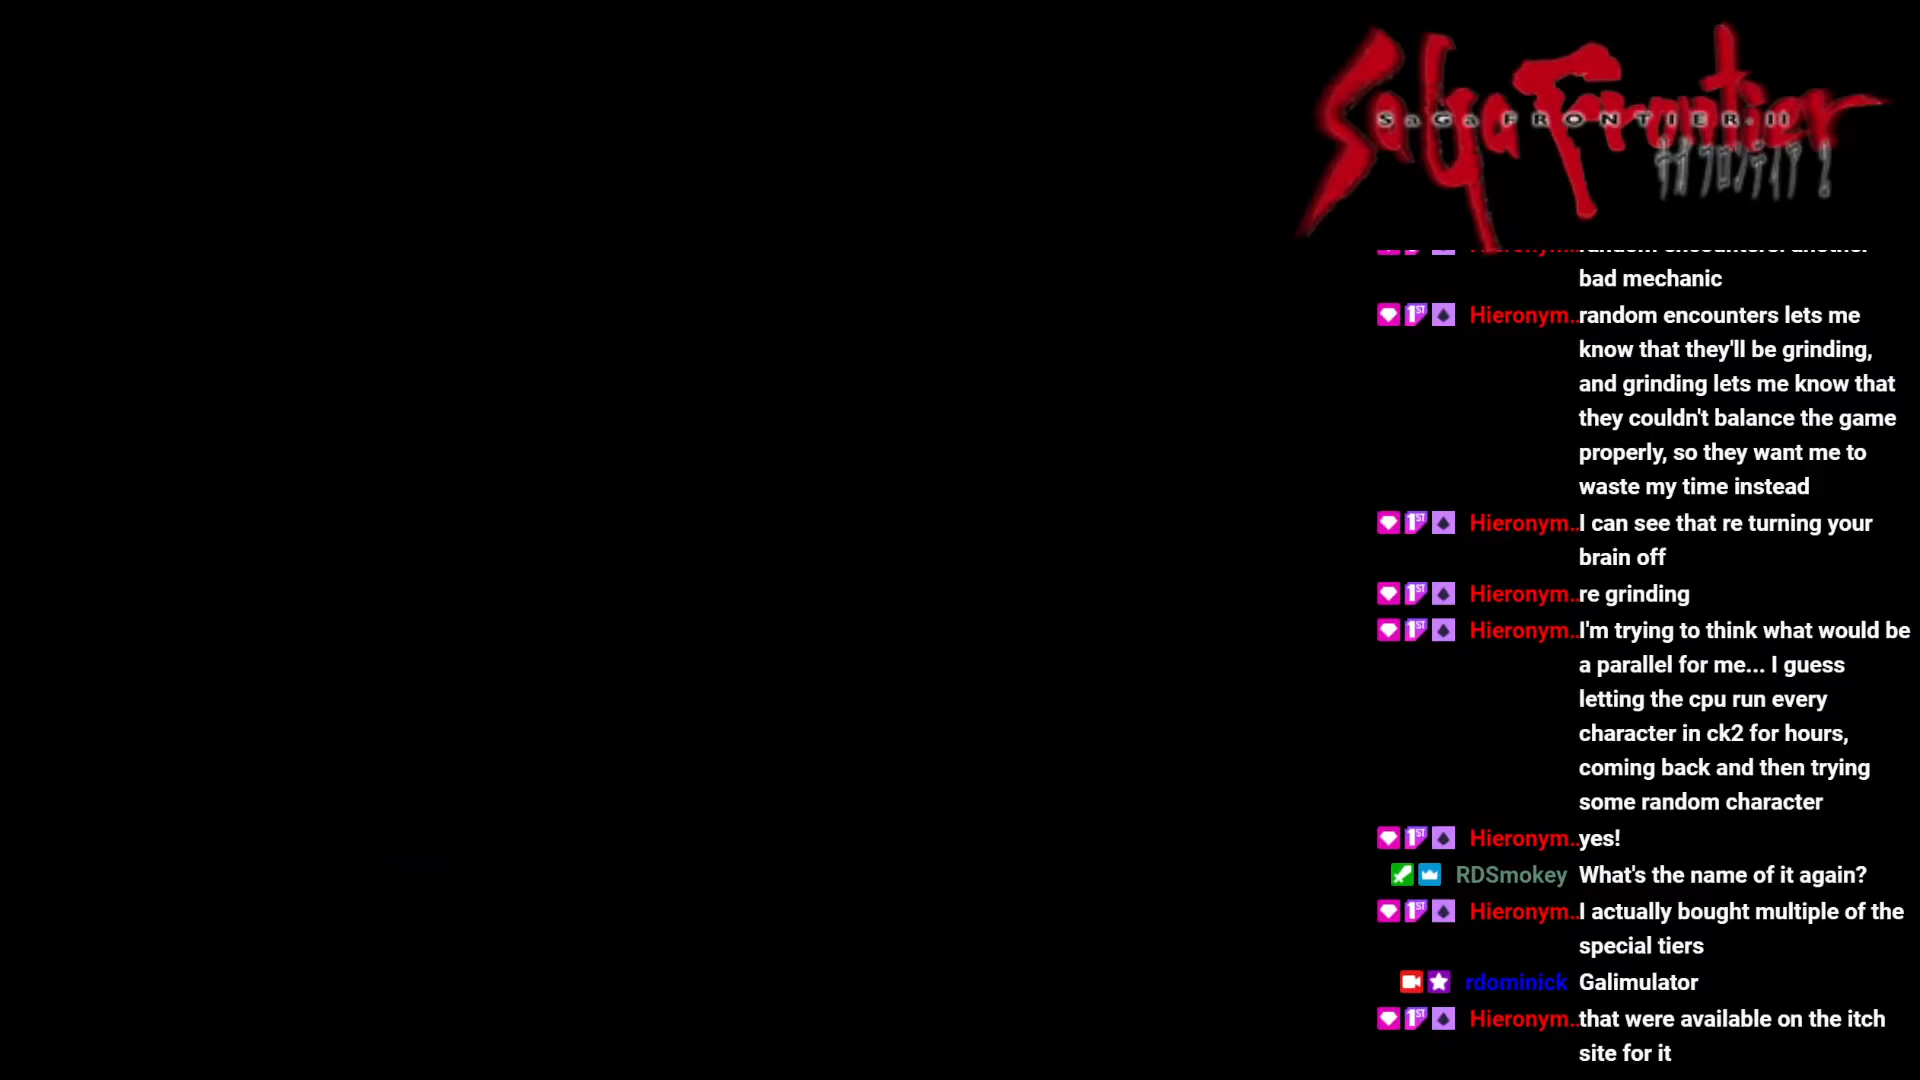 SaGa Frontier
SaGa FRONTIER II
bad mechanic
Hieronym..random encounters lets me
know that they'll be grinding,
and grinding lets me know that
they couldn't balance the game
properly, so they want me to
waste my time instead
Hieronym..I can see that re turning your
brain off
Hieronym..re grinding
Hieronym..I'm trying to think what would be
a parallel for me... I guess
letting the cpu run every
character in ck2 for hours,
coming back and then trying
some random character
Hieronym..yes!
RDSmokey What's the name of it again?
Hieronym..I actually bought multiple of the
special tiers
rdominick Galimulator
Hieronym..that were available on the itch
site for it